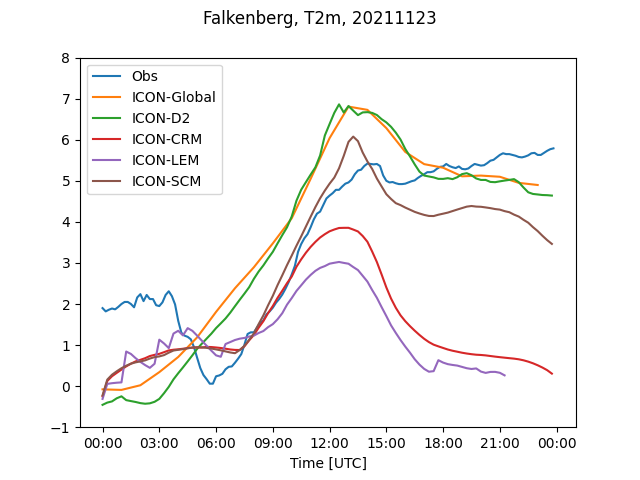 Falkenberg, T2m, 20211123
8
7
6
5
4
3
2
1
0
−1
Obs
ICON-Global
ICON-D2
ICON-CRM
ICON-LEM
ICON-SCM
00:00 03:00 06:00 09:00 12:00 15:00 18:00 21:00 00:00
Time [UTC]